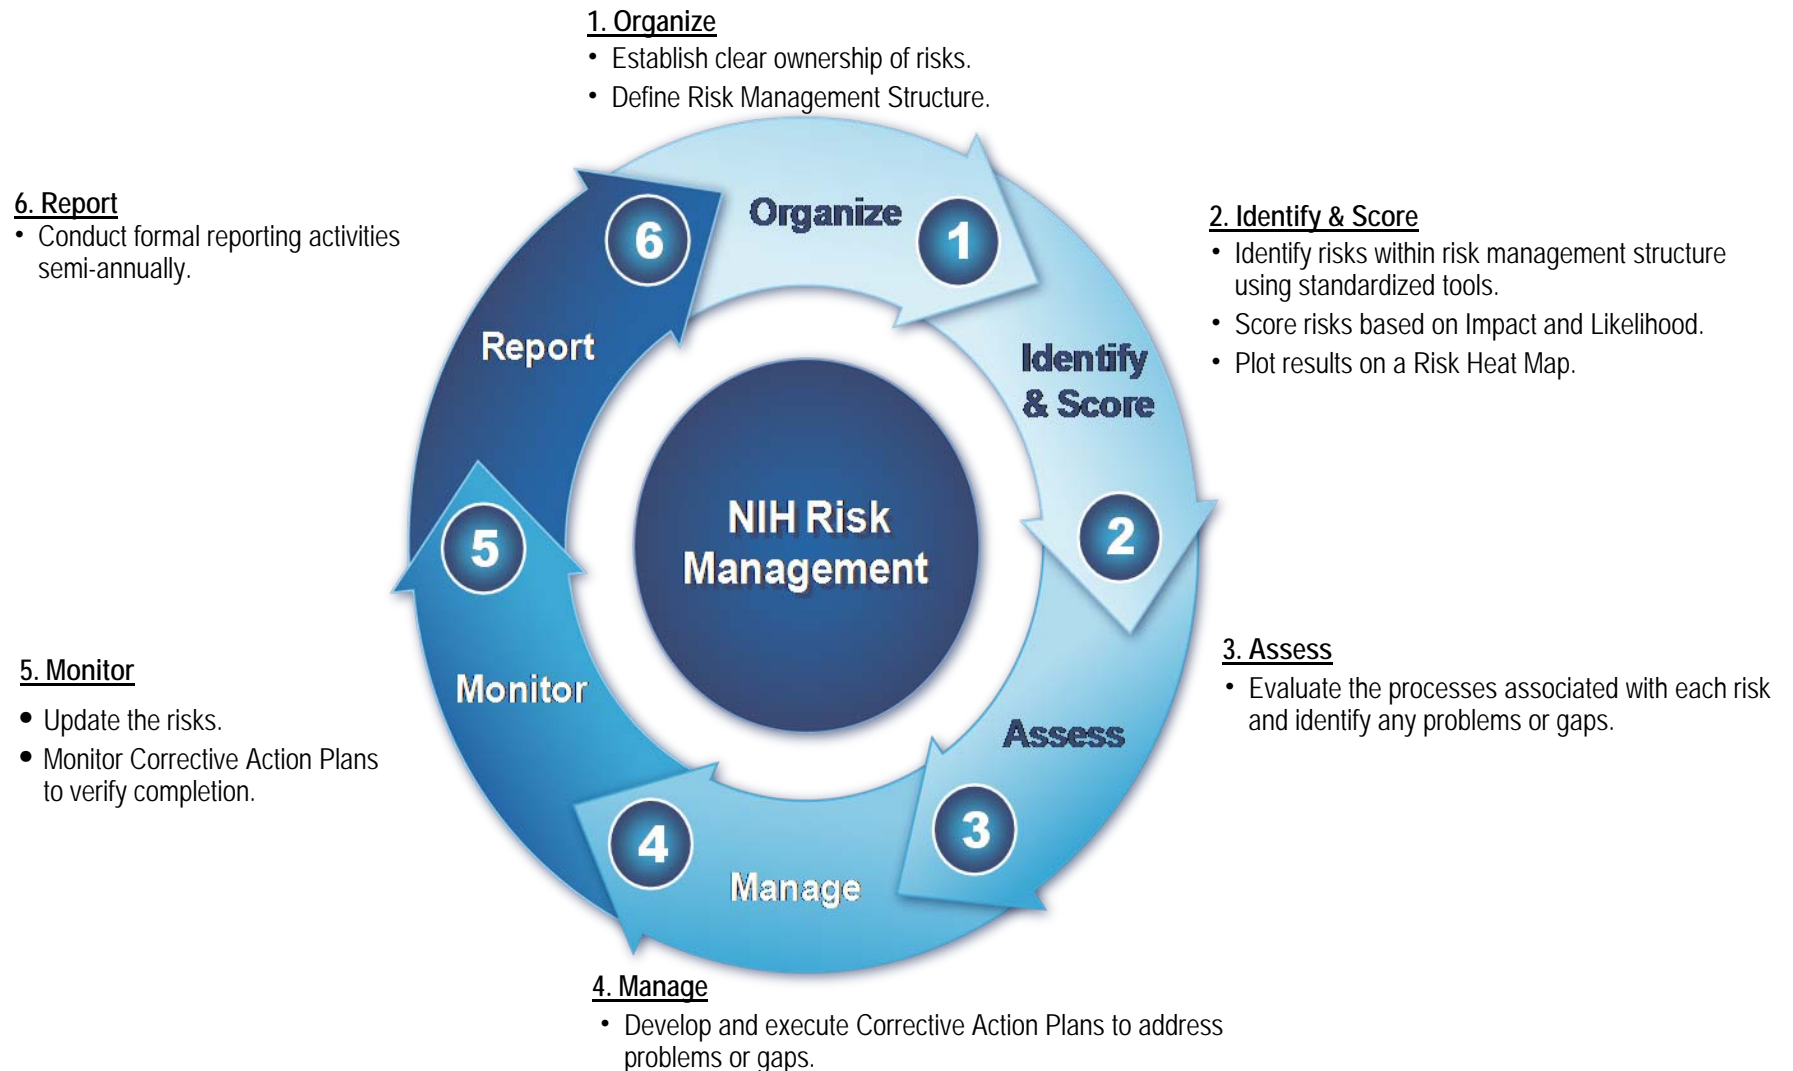 1. Organize
• Establish clear ownership of risks.
• Define Risk Management Structure.
6. Report
• Conduct formal reporting activities
semi-annually.
2. Identify & Score
• Identify risks within risk management structure
using standardized tools.
• Score risks based on Impact and Likelihood.
• Plot results on a Risk Heat Map.
Organize
1
Identify
& Score
2
Assess
3
Manage
4
Monitor
5
Report
6
NIH Risk
Management
3. Assess
• Evaluate the processes associated with each risk
and identify any problems or gaps.
5. Monitor
• Update the risks.
• Monitor Corrective Action Plans
to verify completion.
4. Manage
• Develop and execute Corrective Action Plans to address
problems or gaps.